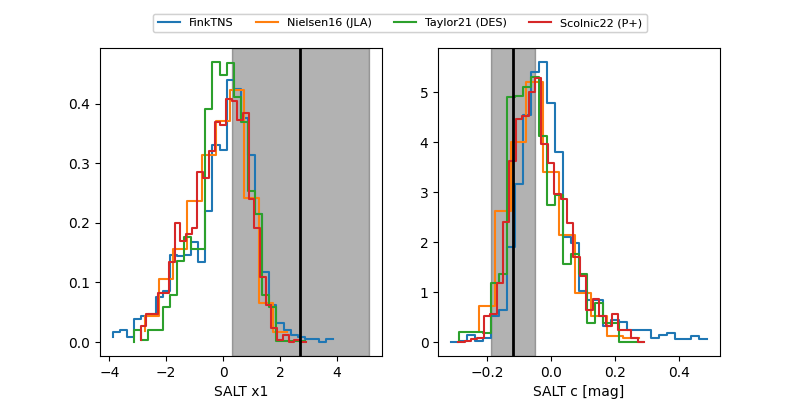 FinkTNS Nielsen16 (JLA) Taylor21 (DES) Scolnic22 (P+)
0.4
0.3
0.2
0.1
0.0
−4 −2 0 2 4
SALT x1
5
4
3
2
1
0
−0.2 0.0 0.2 0.4
SALT c [mag]